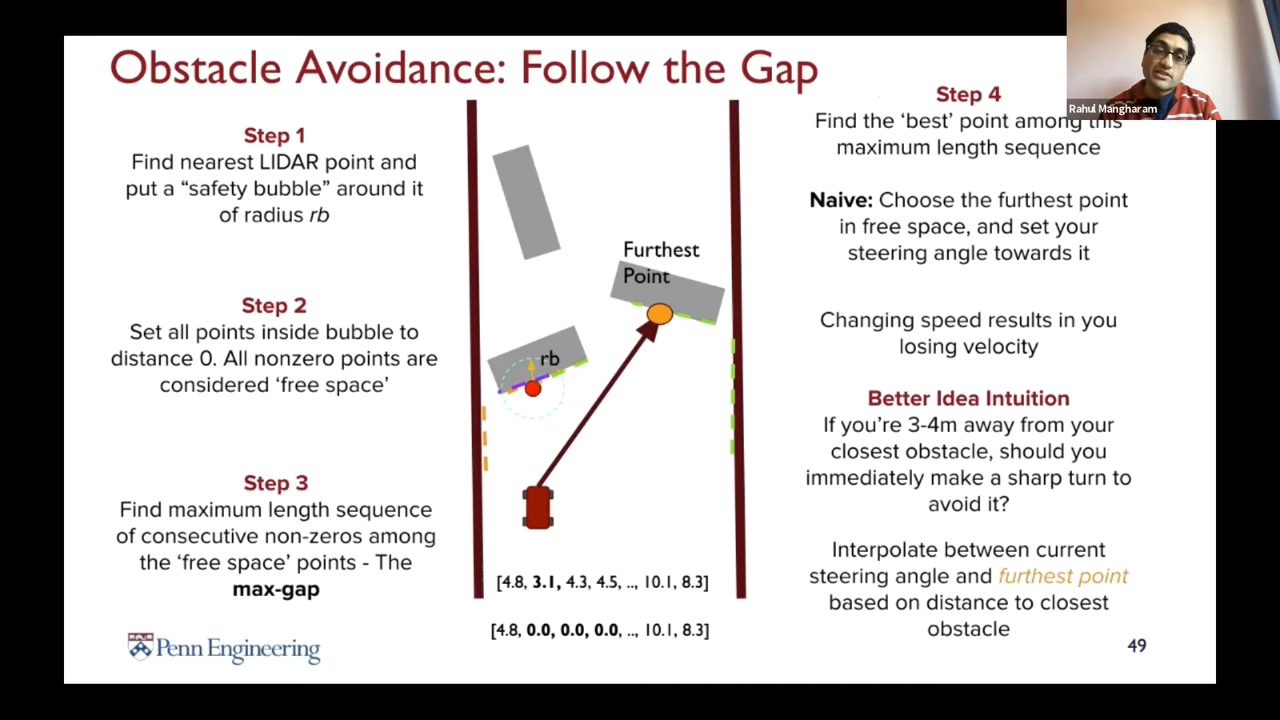 Obstacle Avoidance: Follow the Gap
Rahul Mangharam
Step 1
Find nearest LIDAR point and
put a “safety bubble” around it
of radius rb
Step 2
Set all points inside bubble to
distance 0. All nonzero points are
considered ‘free space’
Step 3
Find maximum length sequence
of consecutive non-zeros among
the ‘free space’ points - The
max-gap
Furthest
Point
rb
[4.8, 3.1, 4.3, 4.5, .., 10.1, 8.3]
[4.8, 0.0, 0.0, 0.0, .., 10.1, 8.3]
Step 4
Find the ‘best’ point among this
maximum length sequence
Naive: Choose the furthest point
in free space, and set your
steering angle towards it
Changing speed results in you
losing velocity
Better Idea Intuition
If you’re 3-4m away from your
closest obstacle, should you
immediately make a sharp turn to
avoid it?
Interpolate between current
steering angle and furthest point
based on distance to closest
obstacle
Penn Engineering
49